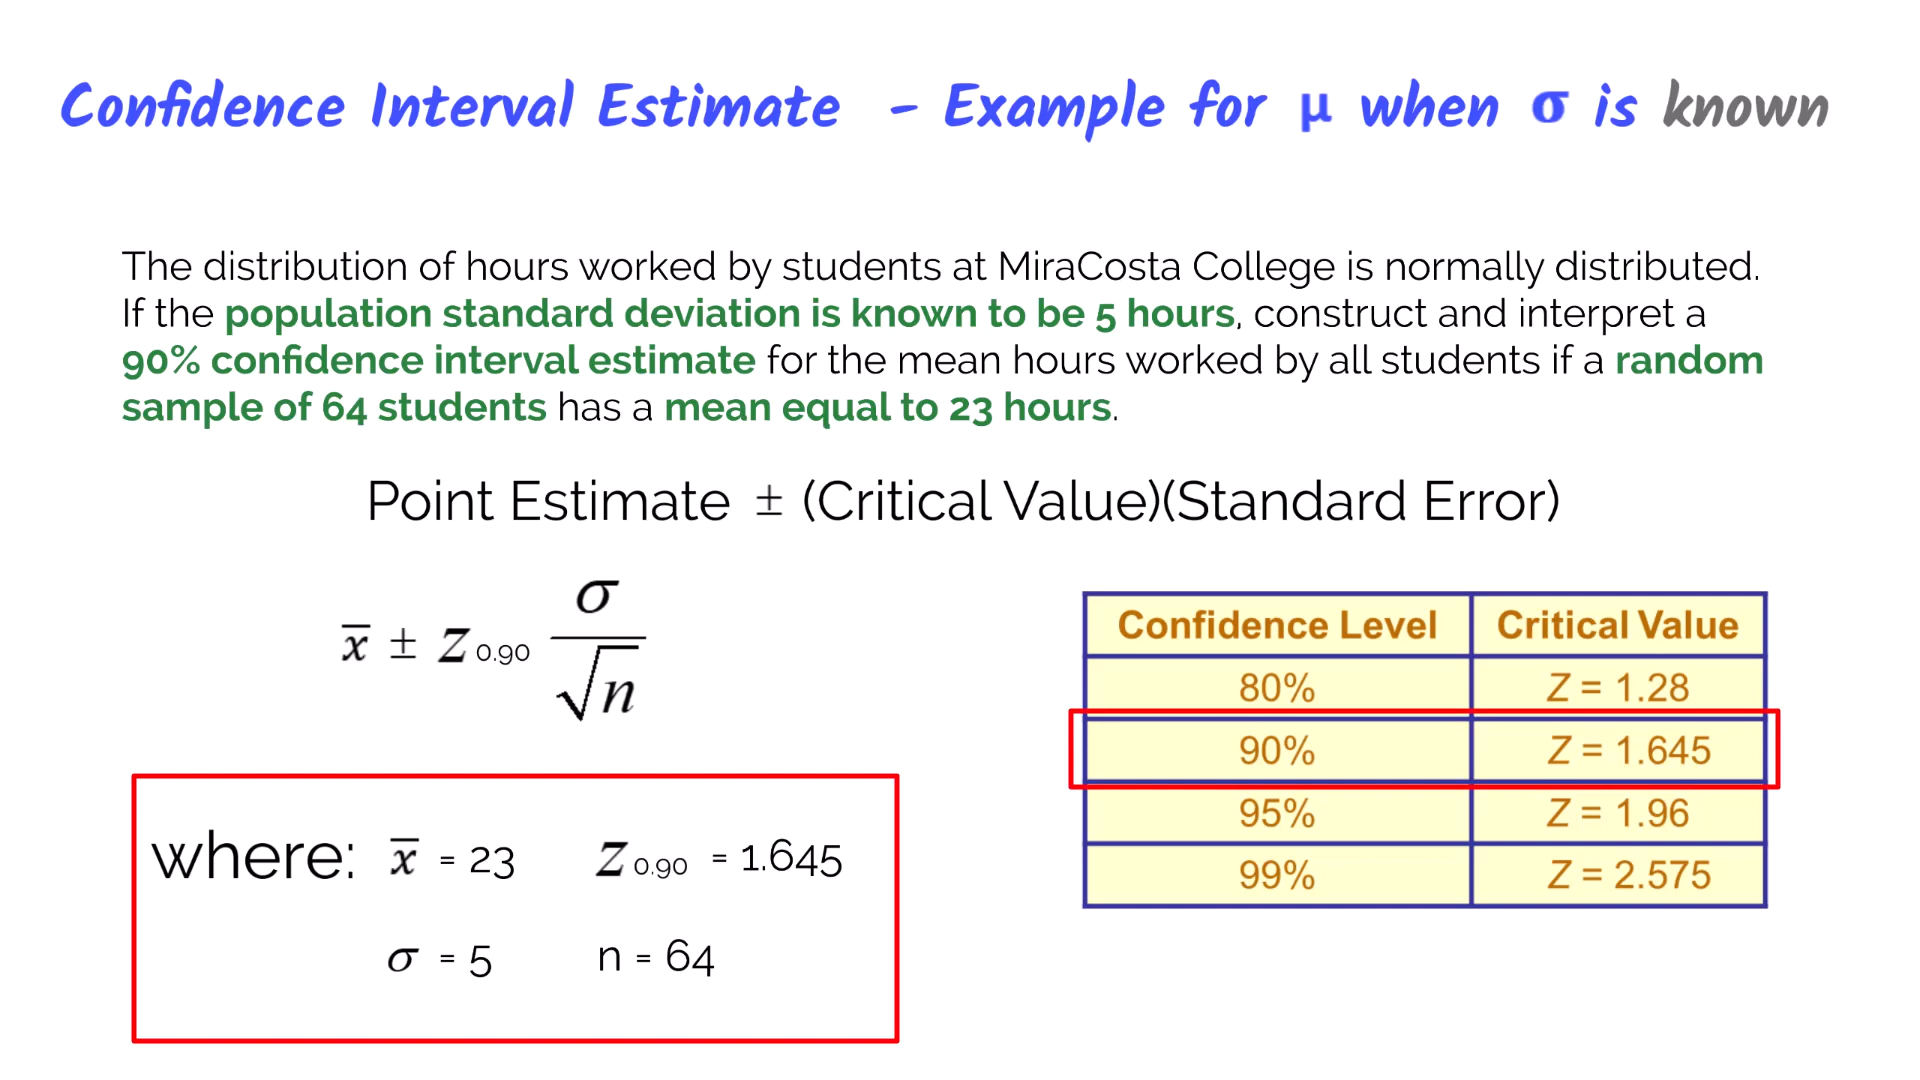 Confidence Interval Estimate - Example for μ when σ is known
The distribution of hours worked by students at MiraCosta College is normally distributed.
If the population standard deviation is known to be 5 hours, construct and interpret a
90% confidence interval estimate for the mean hours worked by all students if a random
sample of 64 students has a mean equal to 23 hours.
Point Estimate ± (Critical Value)(Standard Error)
x̅ ± z 0.90 σ/√n
where: x̅ = 23 z 0.90 = 1.645
σ = 5 n = 64
Confidence Level Critical Value
80% Z = 1.28
90% Z = 1.645
95% Z = 1.96
99% Z = 2.575